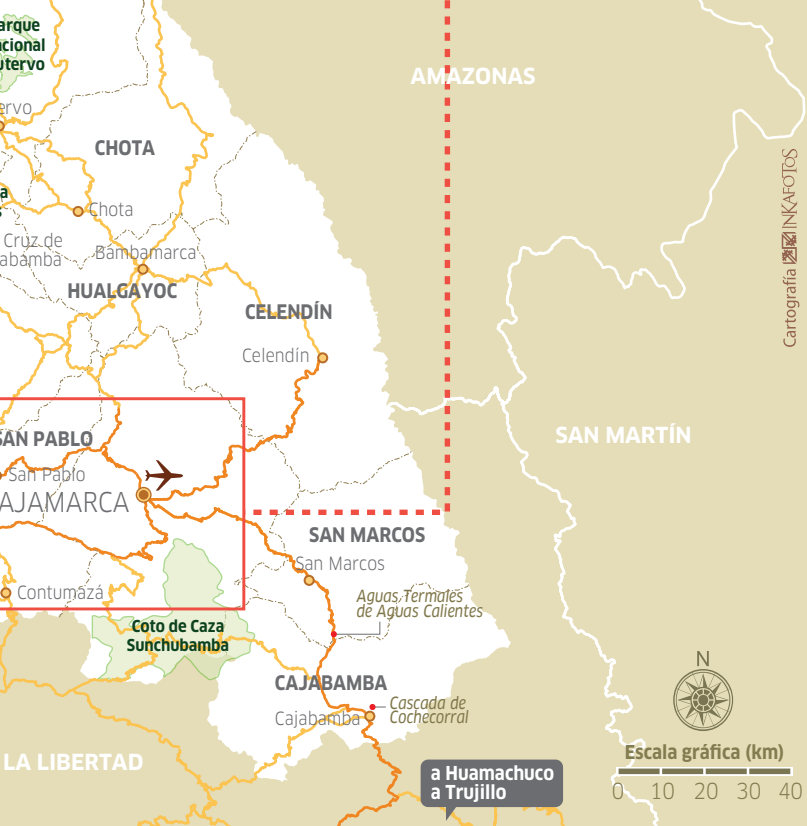 arque
acional
utervo
AMAZONAS
ervo
CHOTA
a
s
Chota
Cruz de
abamba
Bambamarca
HUALGAYOC
CELENDÍN
Celendín
Cartografía INKAFOTOS
SAN PABLO
San Pablo
AJAMARCA
SAN MARTÍN
SAN MARCOS
San Marcos
Contumazá
Aguas Termales
de Aguas Calientes
Coto de Caza
Sunchubamba
CAJABAMBA
Cajabamba
Cascada de
Cochecorral
N
LA LIBERTAD
Escala gráfica (km)
0 10 20 30 40
a Huamachuco
a Trujillo